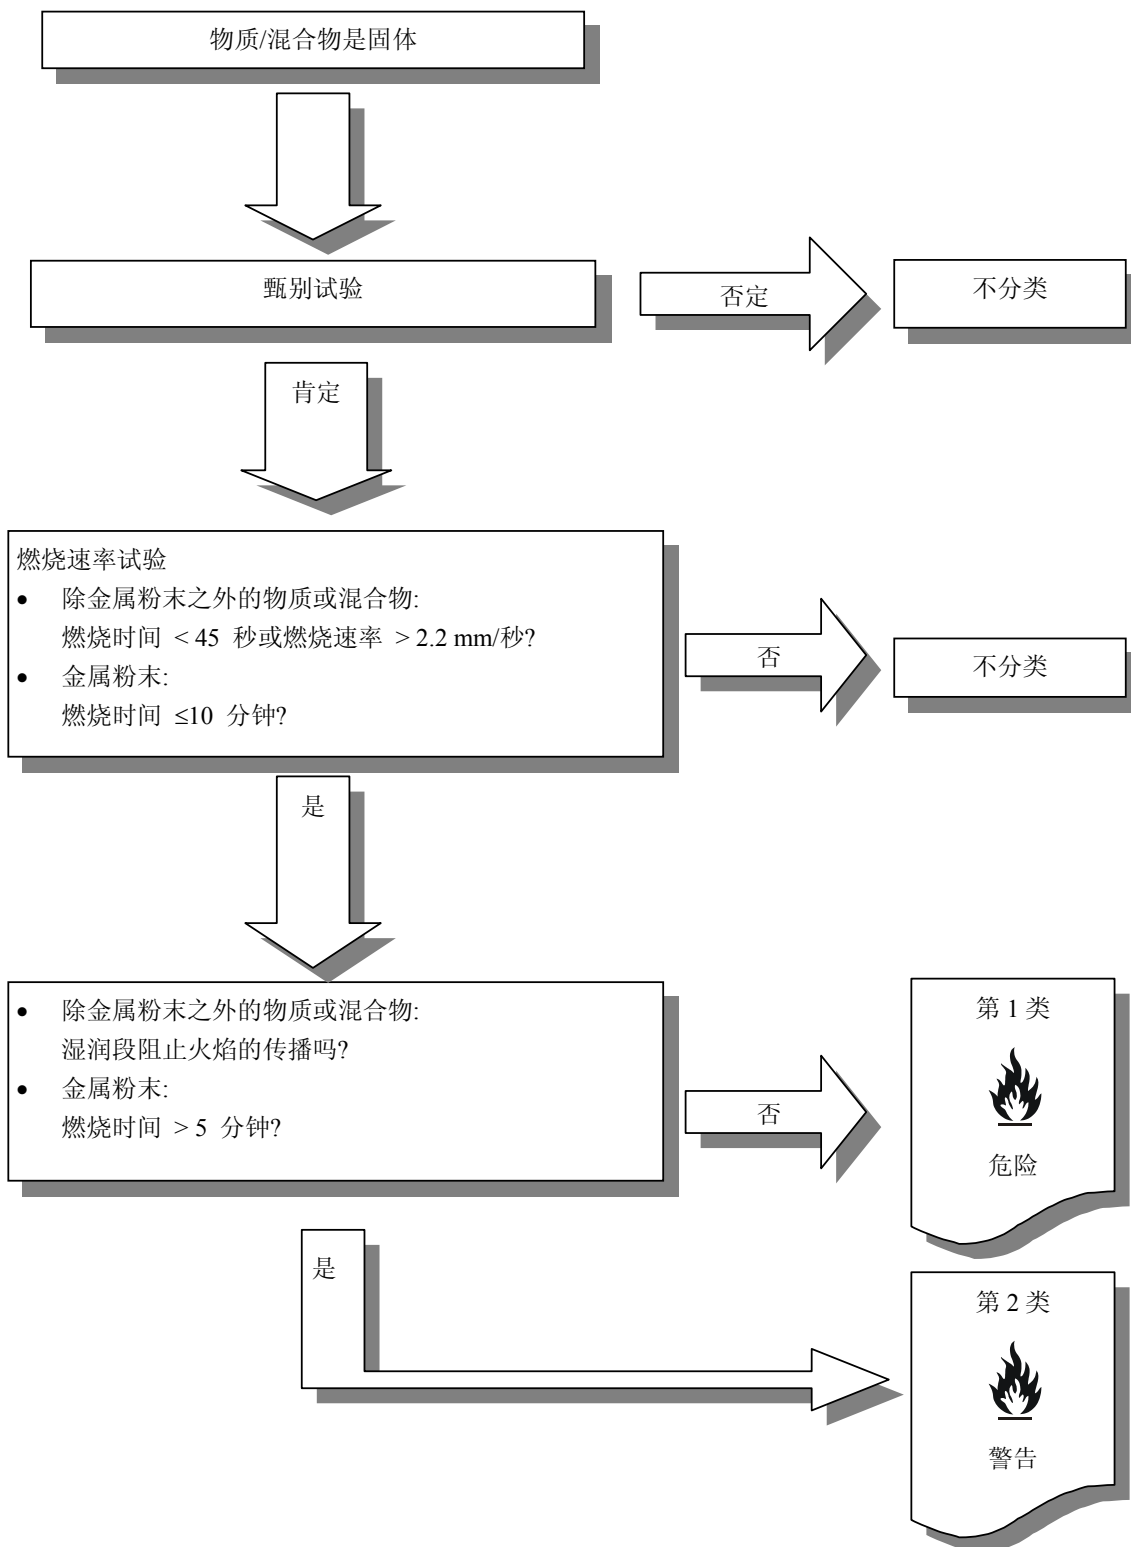 物质/混合物是固体
甄别试验
否定
不分类
肯定
燃烧速率试验
• 除金属粉末之外的物质或混合物:
燃烧时间 < 45 秒或燃烧速率 > 2.2 mm/秒?
• 金属粉末:
燃烧时间 ≤10 分钟?
否
不分类
是
• 除金属粉末之外的物质或混合物:
湿润段阻止火焰的传播吗?
• 金属粉末:
燃烧时间 > 5 分钟?
否
第 1 类
危险
是
第 2 类
警告